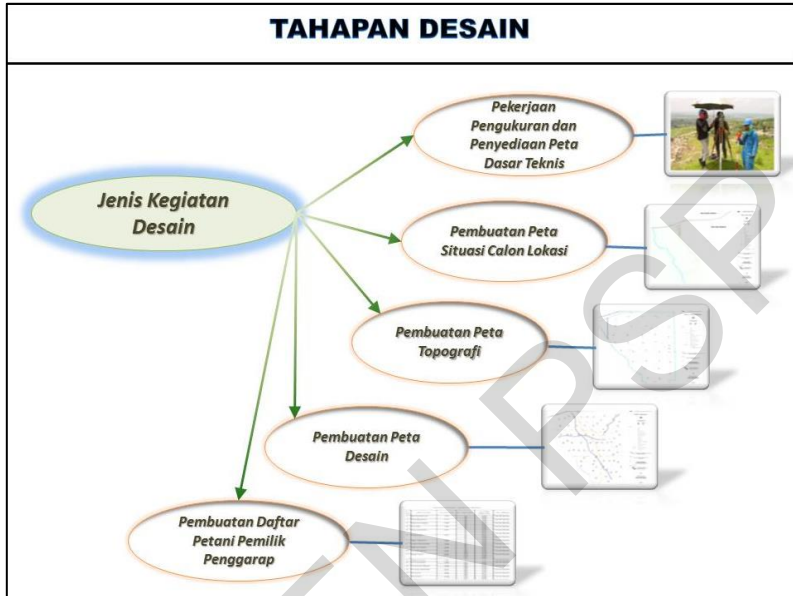 TAHAPAN DESAIN
Jenis Kegiatan
Desain
Pekerjaan
Pengukuran dan
Penyediaan Peta
Dasar Teknis
Pembuatan Peta
Situasi Calon Lokasi
Pembuatan Peta
Topografi
Pembuatan Peta
Desain
Pembuatan Daftar
Petani Pemilik
Penggarap
PSP